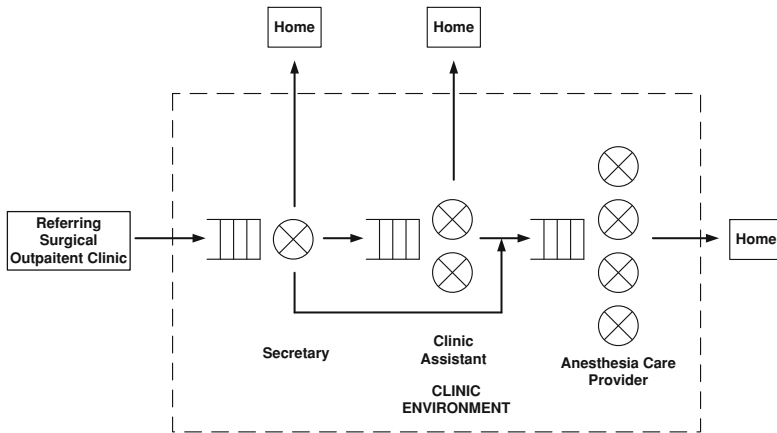 Home
Home
Referring
Surgical
Outpaitent Clinic
Home
Secretary
Clinic
Assistant
Anesthesia Care
Provider
CLINIC
ENVIRONMENT